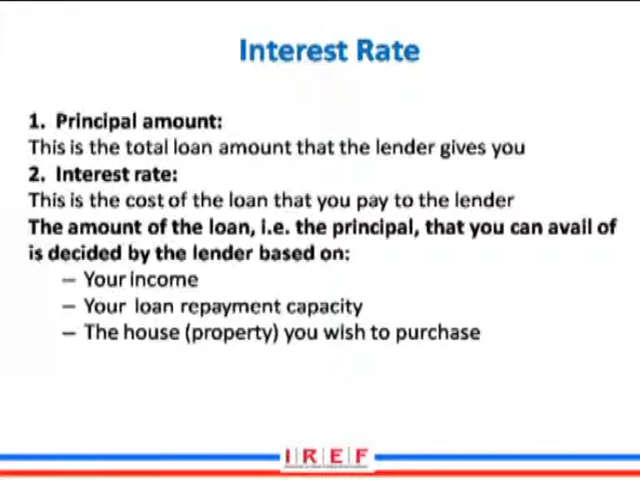 Interest Rate
1. Principal amount:
This is the total loan amount that the lender gives you
2. Interest rate:
This is the cost of the loan that you pay to the lender
The amount of the loan, i.e. the principal, that you can avail of
is decided by the lender based on:
– Your income
– Your loan repayment capacity
– The house (property) you wish to purchase
I|R|E|F